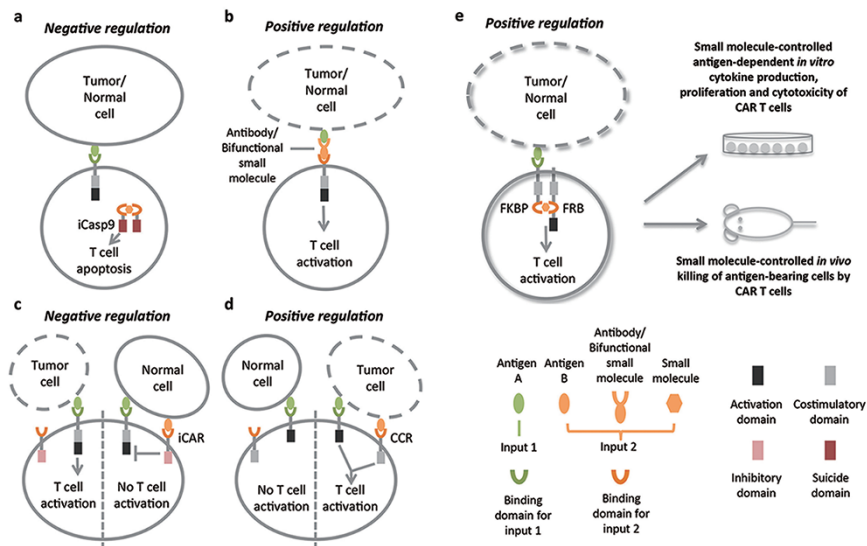 a
Negative regulation
Tumor/
Normal
cell
iCasp9
T cell
apoptosis
b
Positive regulation
Tumor/
Normal
cell
Antibody/
Bifunctional
small
molecule
T cell
activation
e
Positive regulation
Tumor/
Normal
cell
FKBP
FRB
T cell
activation
Small molecule-controlled
antigen-dependent in vitro
cytokine production,
proliferation and cytotoxicity of
CAR T cells
Small molecule-controlled in vivo
killing of antigen-bearing cells by
CAR T cells
c
Negative regulation
Tumor
cell
Normal
cell
iCAR
T cell
activation
No T cell
activation
d
Positive regulation
Normal
cell
Tumor
cell
CCR
No T cell
activation
T cell
activation
Antigen
A
Antigen
B
Antibody/
Bifunctional
small
molecule
Small
molecule
Input 1
Input 2
Binding
domain for
input 1
Binding
domain for
input 2
Activation
domain
Costimulatory
domain
Inhibitory
domain
Suicide
domain